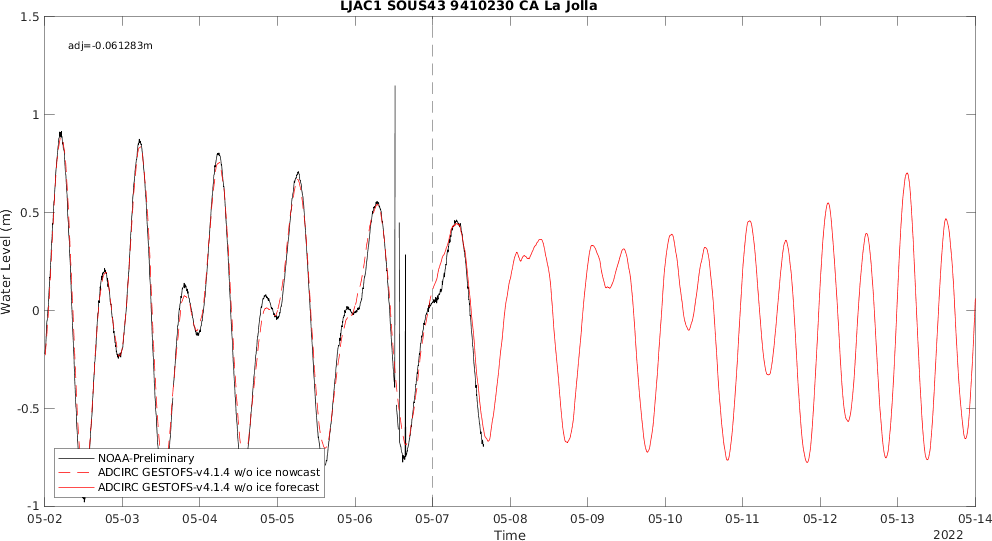 LJAC1 SOUS43 9410230 CA La Jolla
adj=-0.061283m
Water Level (m)
1.5
1
0.5
0
-0.5
-1
NOAA-Preliminary
ADCIRC GESTOFS-v4.1.4 w/o ice nowcast
ADCIRC GESTOFS-v4.1.4 w/o ice forecast
05-02 05-03 05-04 05-05 05-06 05-07 05-08 05-09 05-10 05-11 05-12 05-13 05-14
Time
2022